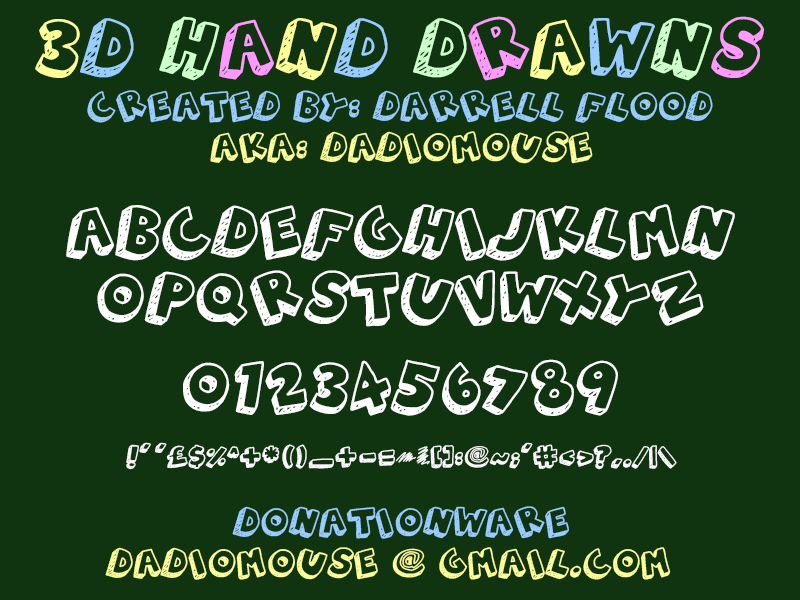 3D HAND DRAWNS
CREATED BY: DARRELL FLOOD
AKA: DADIOMOUSE
ABCDEFGHIJKLMN
OPQRSTUVWXYZ
0123456789
!"£$%^+*()_+-=[]:@~;'#<>?,./|\
DONATIONWARE
DADIOMOUSE @ GMAIL.COM